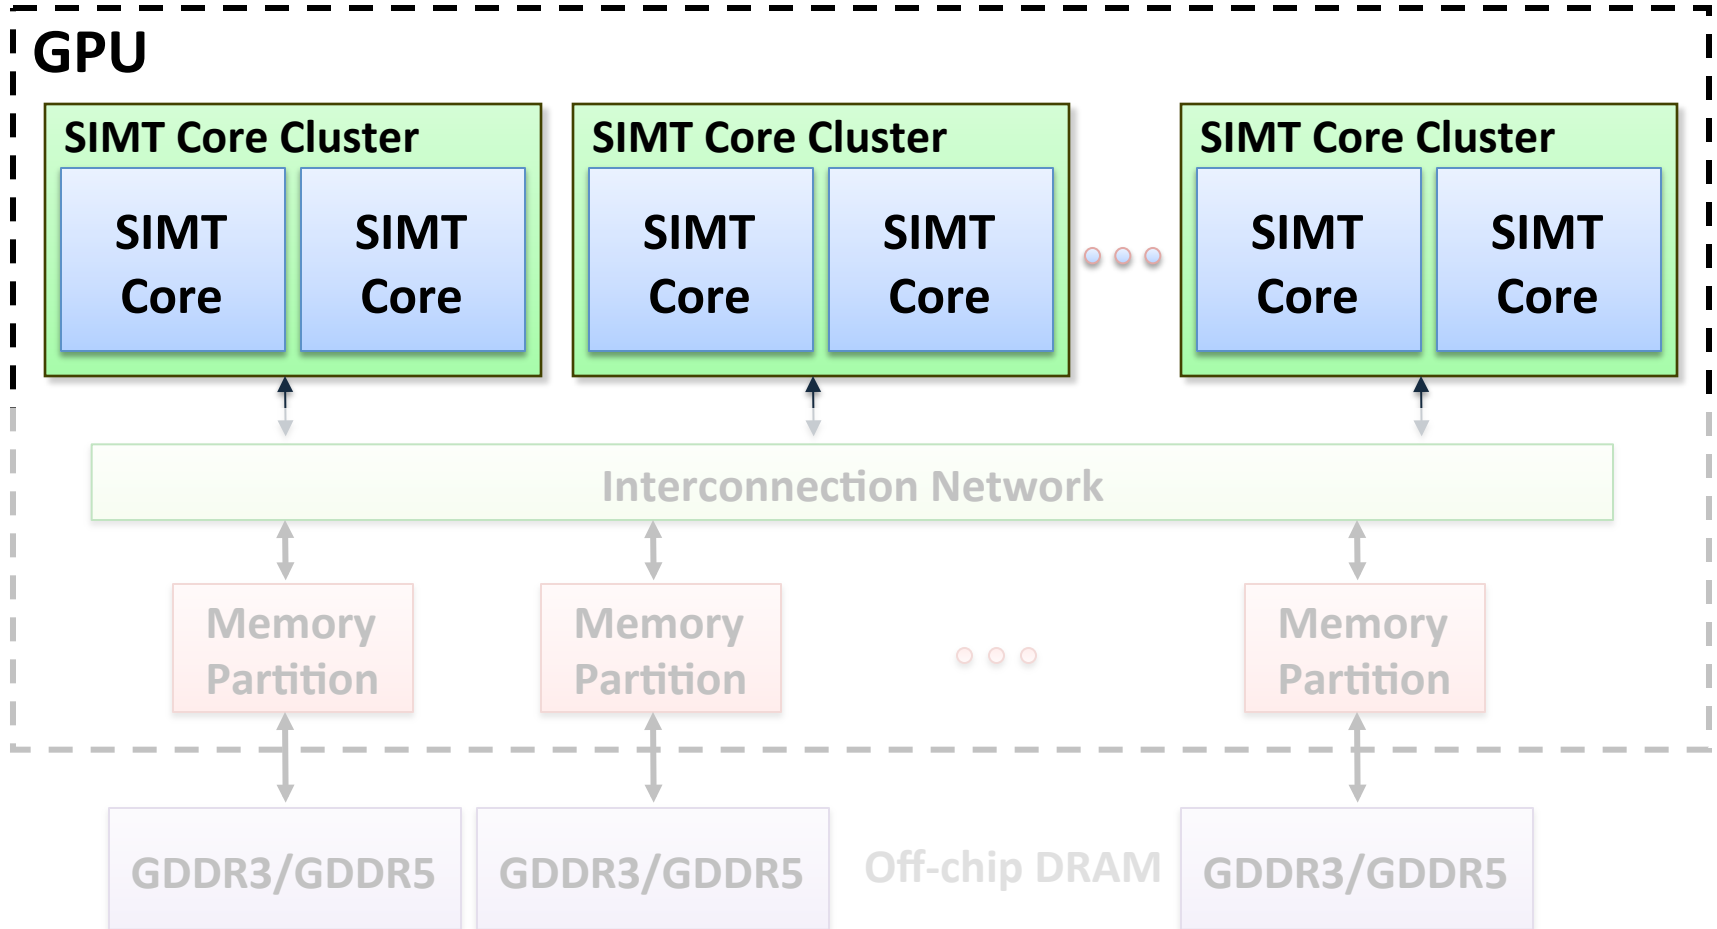 GPU
SIMT Core Cluster
SIMT
Core
SIMT
Core
SIMT Core Cluster
SIMT
Core
SIMT
Core
SIMT Core Cluster
SIMT
Core
SIMT
Core
Interconnection Network
Memory
Partition
Memory
Partition
Memory
Partition
GDDR3/GDDR5
GDDR3/GDDR5
Off-chip DRAM
GDDR3/GDDR5